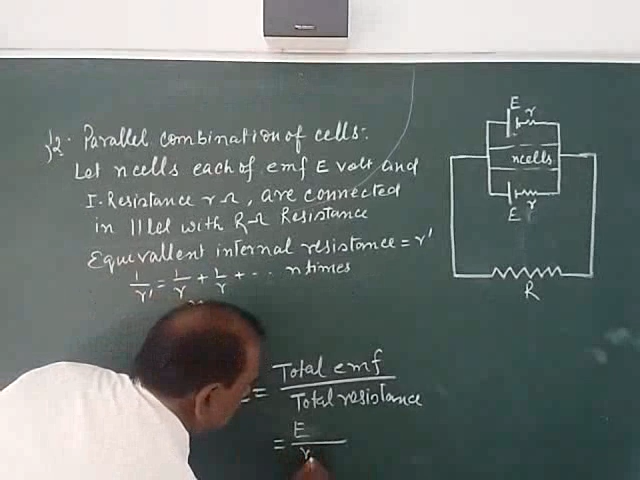 2. Parallel combination of cells:
Let n cells each of emf E volt and
I. Resistance r Ω, are connected
in || lel with R Ω Resistance
Equivallent internal resistance = r'
1/r' = 1/r + 1/r + ... n times
= Total emf / Total resistance
= E / r
E
r
n cells
E
r
R